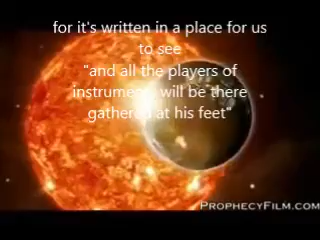 for it's written in a place for us
to see
"and all the players of
instruments will be there
gathered at his feet"
PROPHECYFILM.COM